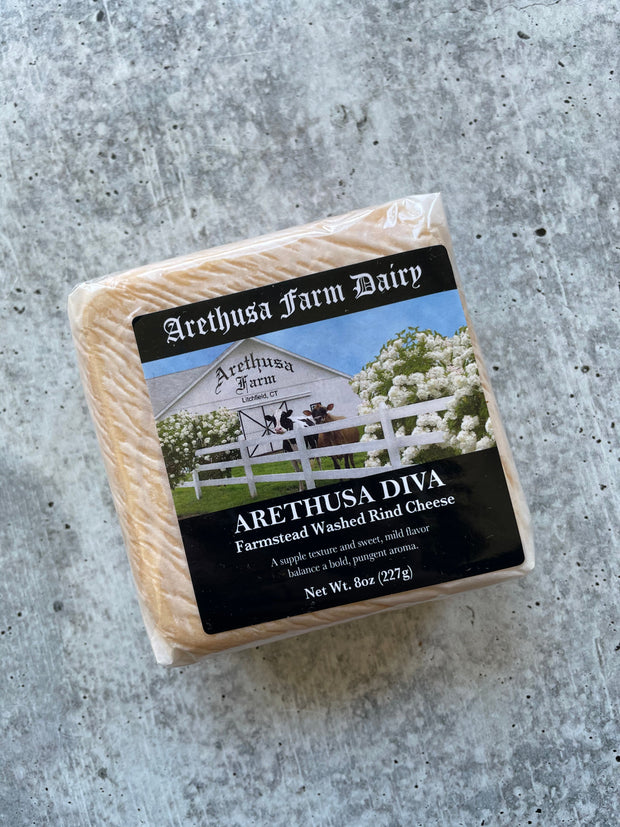 Arethusa Farm Dairy
Arethusa
Farm
Litchfield, CT
ARETHUSA DIVA
Farmstead Washed Rind Cheese
A supple texture and sweet, mild flavor
balance a bold, pungent aroma.
Net Wt. 8oz (227g)